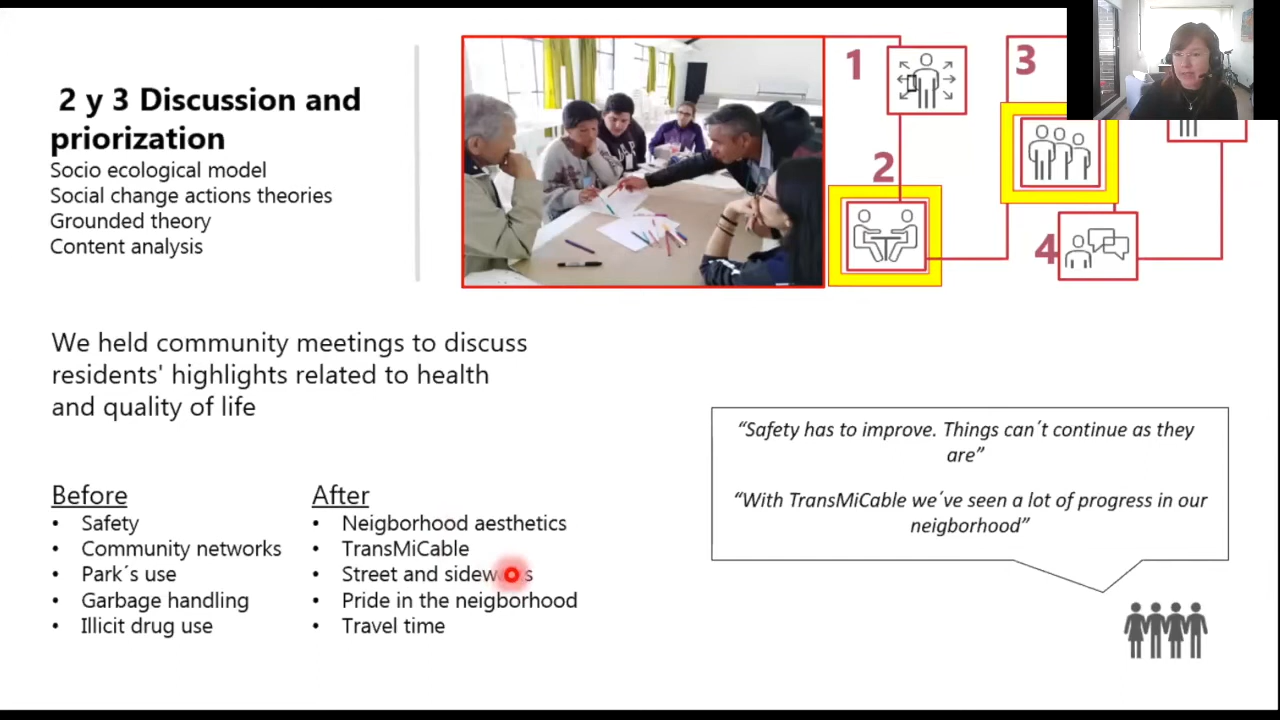 2 y 3 Discussion and
priorization
Socio ecological model
Social change actions theories
Grounded theory
Content analysis
1
2
3
4
We held community meetings to discuss
residents' highlights related to health
and quality of life
Before
• Safety
• Community networks
• Park´s use
• Garbage handling
• Illicit drug use
After
• Neigborhood aesthetics
• TransMiCable
• Street and
• Pride in the neigborhood
• Travel time
“Safety has to improve. Things can´t continue as they
are”
“With TransMiCable we´ve seen a lot of progress in our
neigborhood”